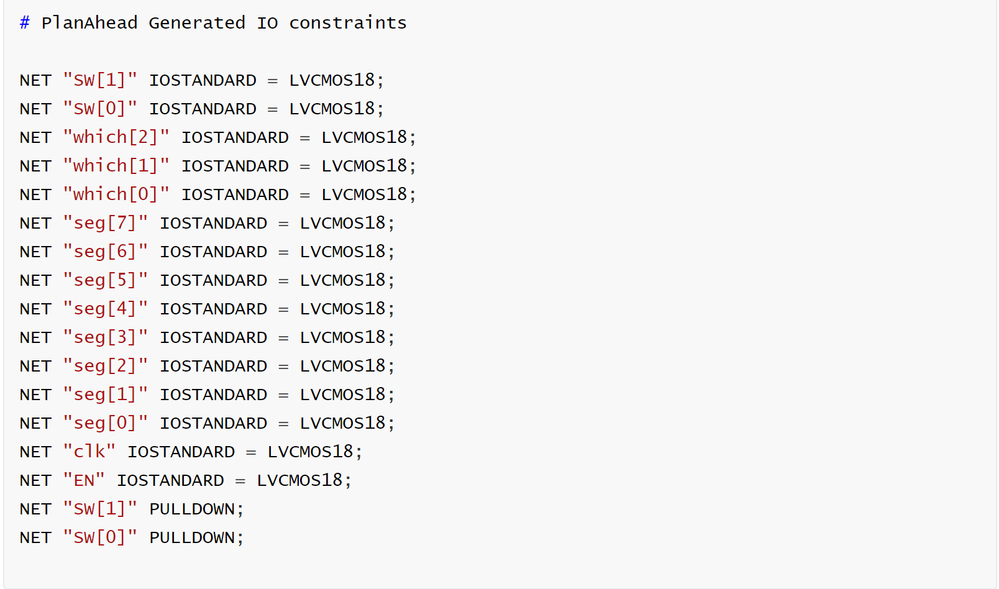 # PlanAhead Generated IO constraints
NET "SW[1]" IOSTANDARD = LVCMOS18;
NET "SW[0]" IOSTANDARD = LVCMOS18;
NET "which[2]" IOSTANDARD = LVCMOS18;
NET "which[1]" IOSTANDARD = LVCMOS18;
NET "which[0]" IOSTANDARD = LVCMOS18;
NET "seg[7]" IOSTANDARD = LVCMOS18;
NET "seg[6]" IOSTANDARD = LVCMOS18;
NET "seg[5]" IOSTANDARD = LVCMOS18;
NET "seg[4]" IOSTANDARD = LVCMOS18;
NET "seg[3]" IOSTANDARD = LVCMOS18;
NET "seg[2]" IOSTANDARD = LVCMOS18;
NET "seg[1]" IOSTANDARD = LVCMOS18;
NET "seg[0]" IOSTANDARD = LVCMOS18;
NET "clk" IOSTANDARD = LVCMOS18;
NET "EN" IOSTANDARD = LVCMOS18;
NET "SW[1]" PULLDOWN;
NET "SW[0]" PULLDOWN;